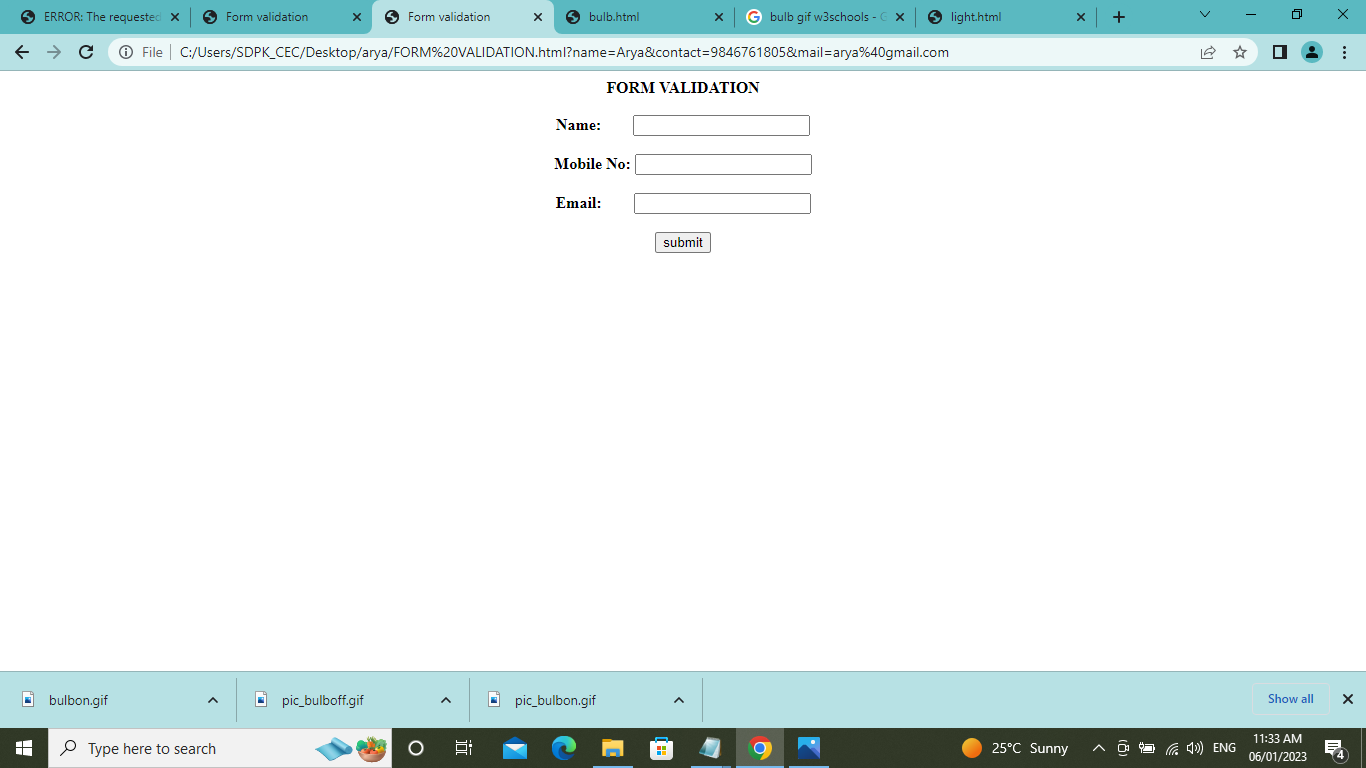 ERROR: The requested
Form validation
Form validation
bulb.html
bulb gif w3schools - G
light.html
File
C:/Users/SDPK_CEC/Desktop/arya/FORM%20VALIDATION.html?name=Arya&contact=9846761805&mail=arya%40gmail.com
FORM VALIDATION
Name:
Mobile No:
Email:
submit
bulbon.gif
pic_bulboff.gif
pic_bulbon.gif
Show all
Type here to search
25°C Sunny
ENG
11:33 AM
06/01/2023
4